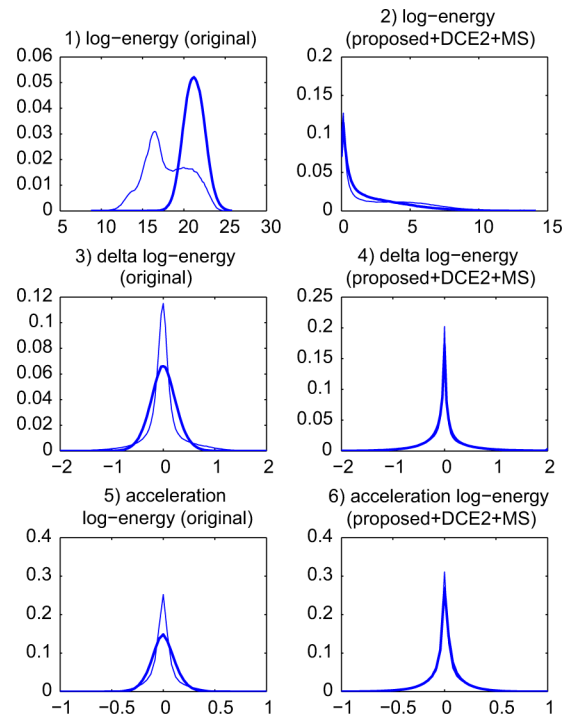 1) log−energy (original)
0.06
0.05
0.04
0.03
0.02
0.01
0
5 10 15 20 25 30
2) log−energy
(proposed+DCE2+MS)
0.2
0.15
0.1
0.05
0
0 5 10 15
3) delta log−energy
(original)
0.12
0.1
0.08
0.06
0.04
0.02
0
−2 −1 0 1 2
4) delta log−energy
(proposed+DCE2+MS)
0.25
0.2
0.15
0.1
0.05
0
−2 −1 0 1 2
5) acceleration
log−energy (original)
0.4
0.3
0.2
0.1
0
−1 −0.5 0 0.5 1
6) acceleration log−energy
(proposed+DCE2+MS)
0.4
0.3
0.2
0.1
0
−1 −0.5 0 0.5 1